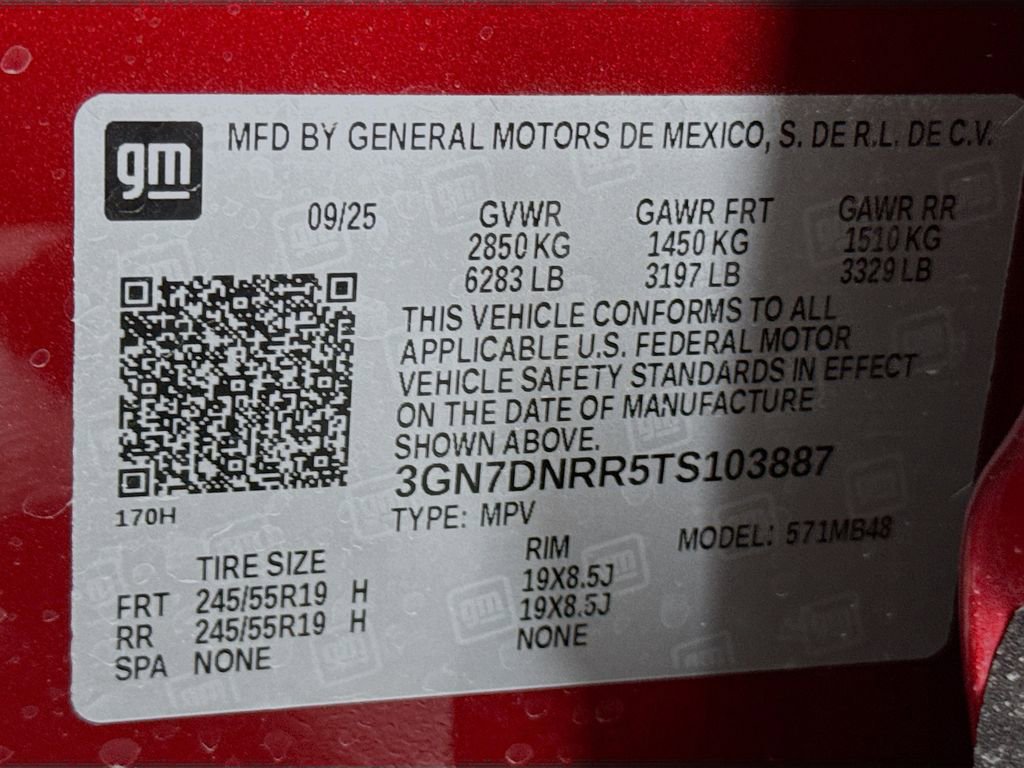 gm
MFD BY GENERAL MOTORS DE MEXICO, S. DE R.L. DE C.V.
09/25 GVWR GAWR FRT GAWR RR
2850 KG 1450 KG 1510 KG
6283 LB 3197 LB 3329 LB
THIS VEHICLE CONFORMS TO ALL
APPLICABLE U.S. FEDERAL MOTOR
VEHICLE SAFETY STANDARDS IN EFFECT
ON THE DATE OF MANUFACTURE
SHOWN ABOVE.
3GN7DNRR5TS103887
170H
TYPE: MPV MODEL: 571MB48
TIRE SIZE RIM
FRT 245/55R19 H 19X8.5J
RR 245/55R19 H 19X8.5J
SPA NONE NONE